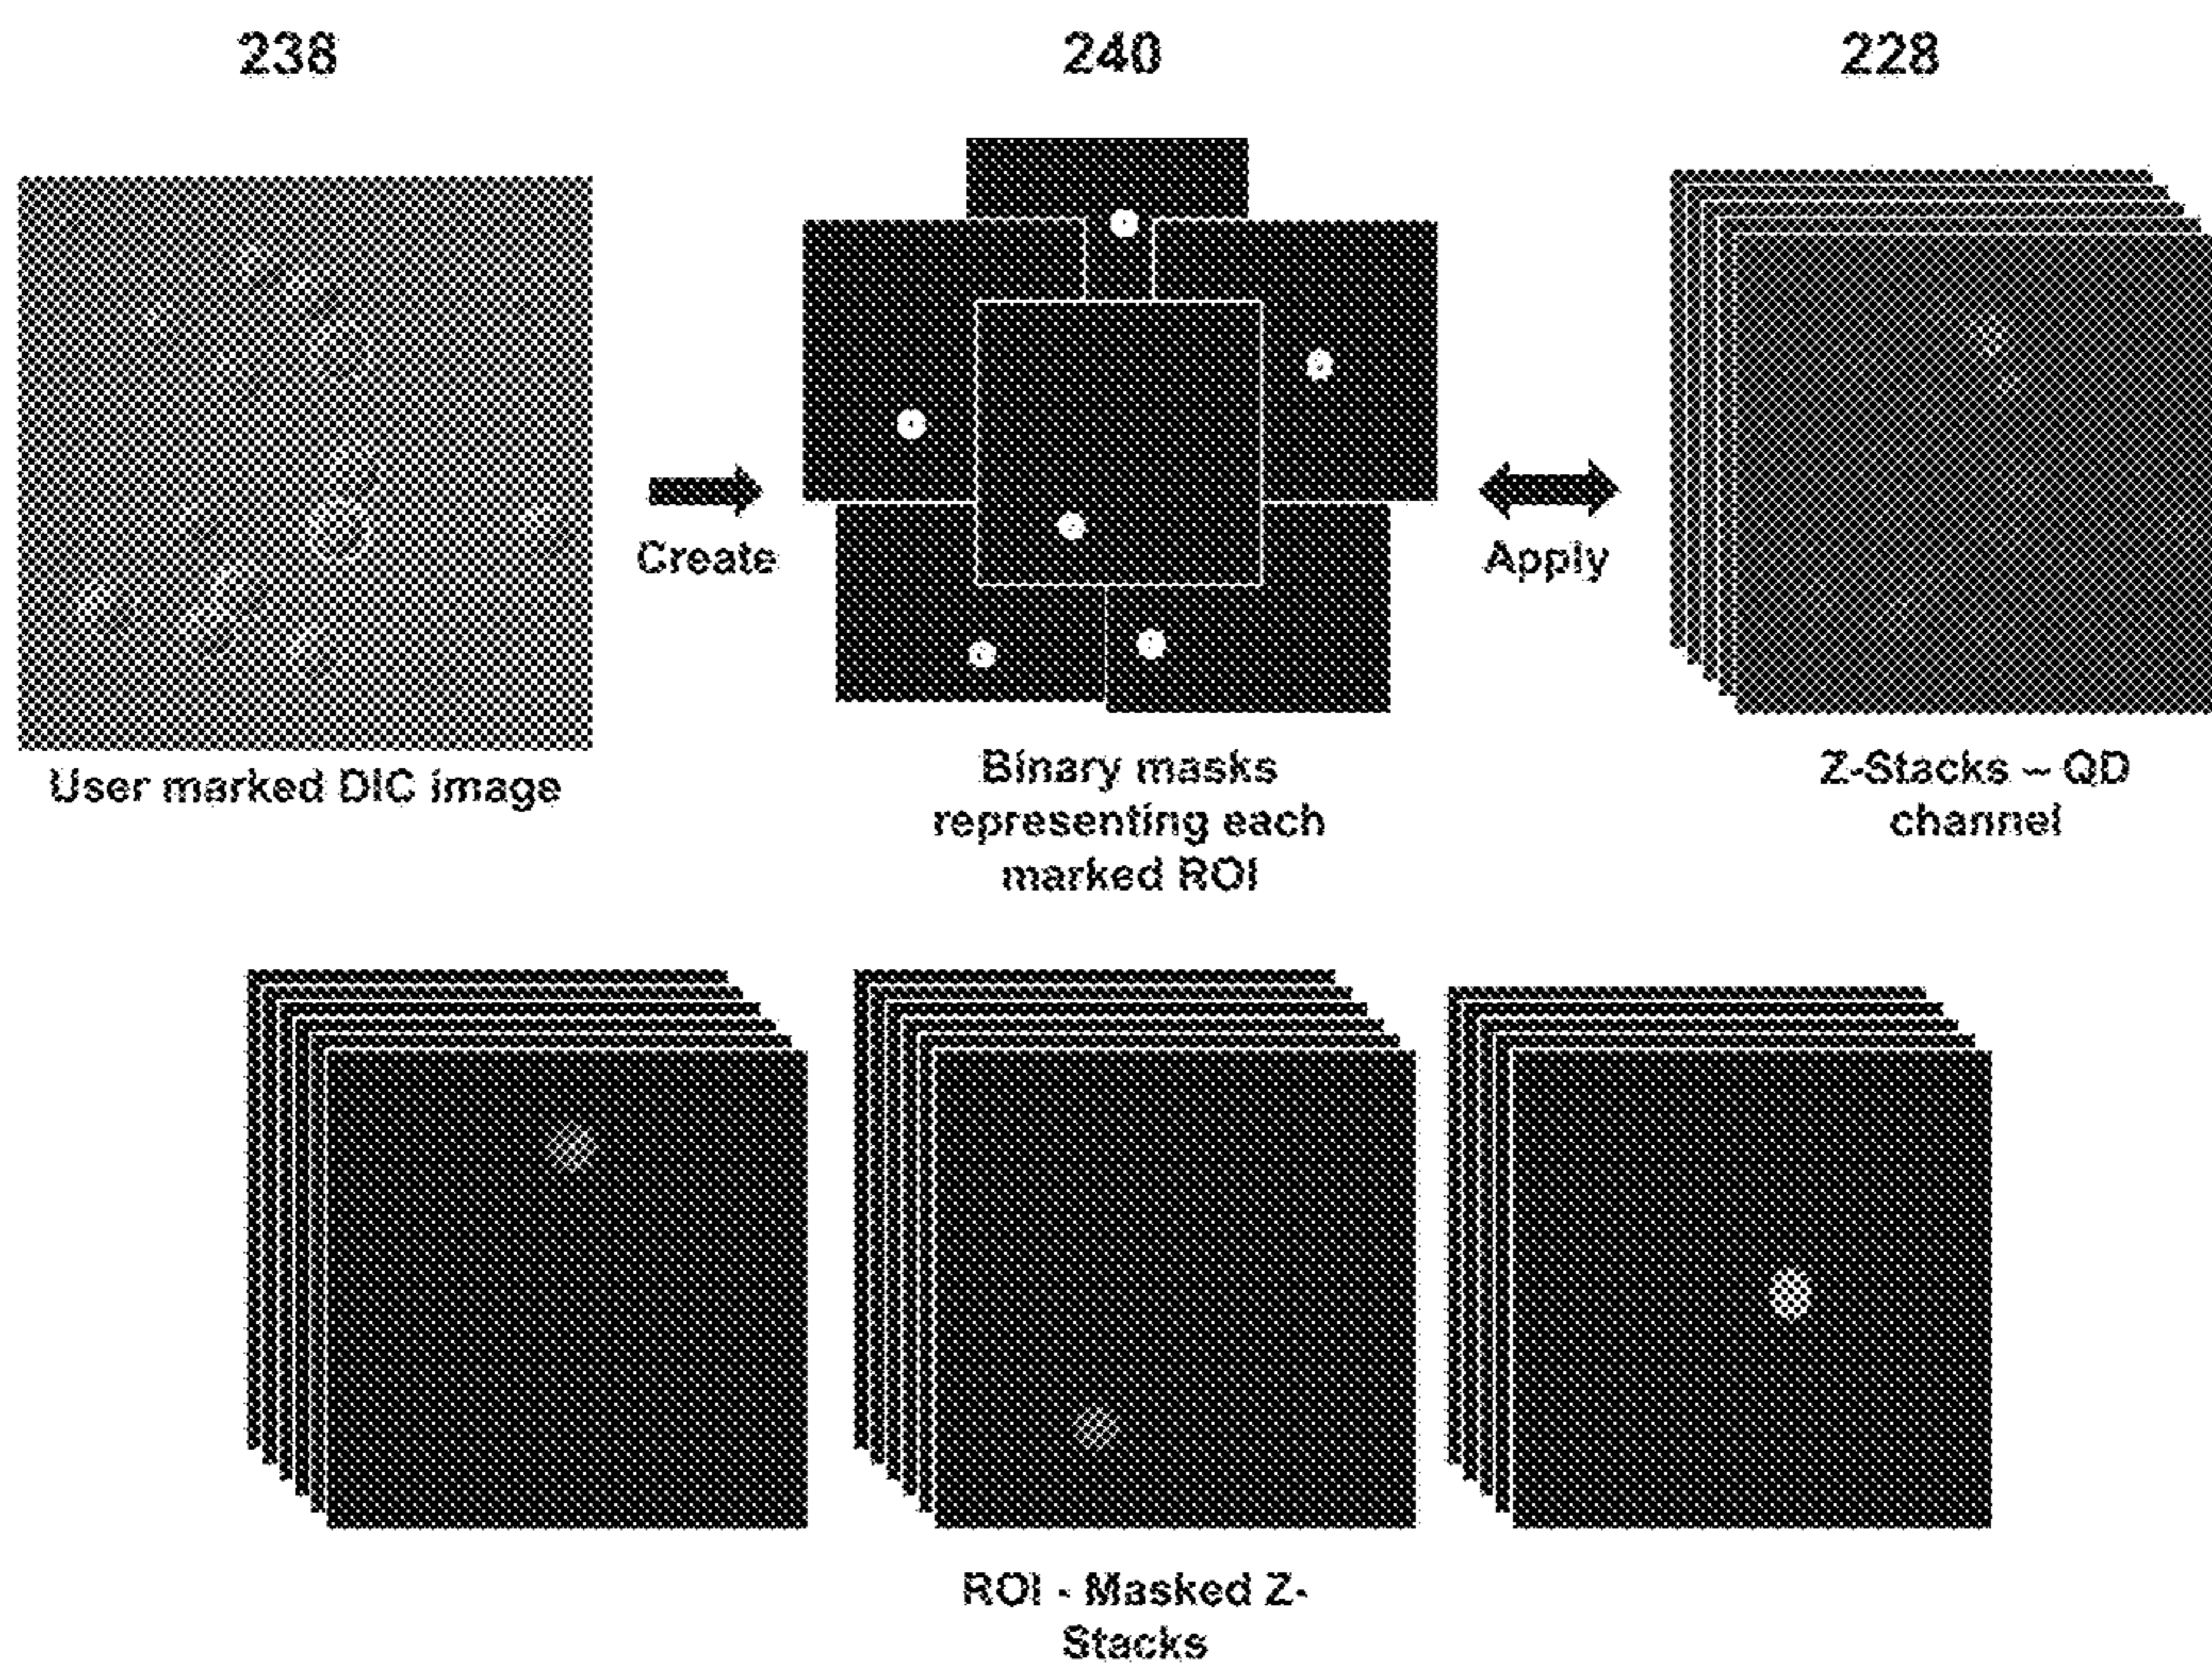 238
240
228
Create
Apply
User marked DIC image
Binary masks
representing each
marked ROI
Z-Stacks – QD
channel
ROI - Masked Z-
Stacks